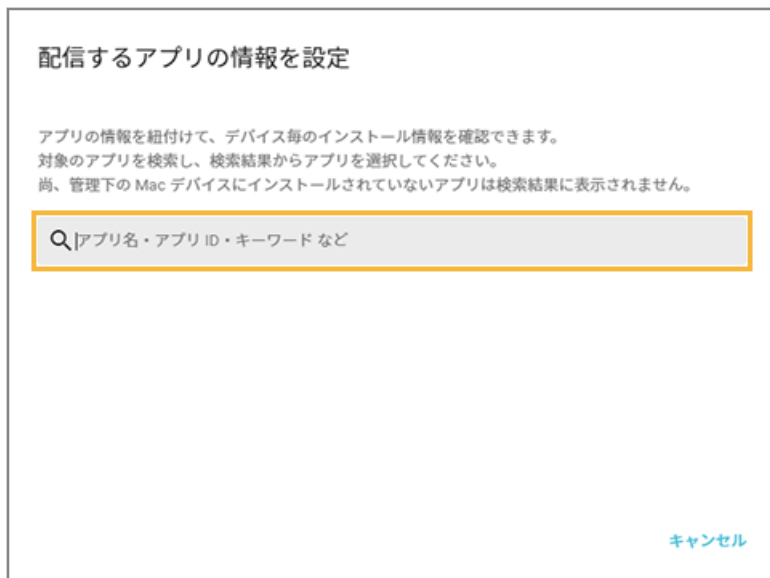 配信するアプリの情報を設定
アプリの情報を紐付けて、デバイス毎のインストール情報を確認できます。
対象のアプリを検索し、検索結果からアプリを選択してください。
尚、管理下の Mac デバイスにインストールされていないアプリは検索結果に表示されません。
アプリ名・アプリ ID・キーワード など
キャンセル